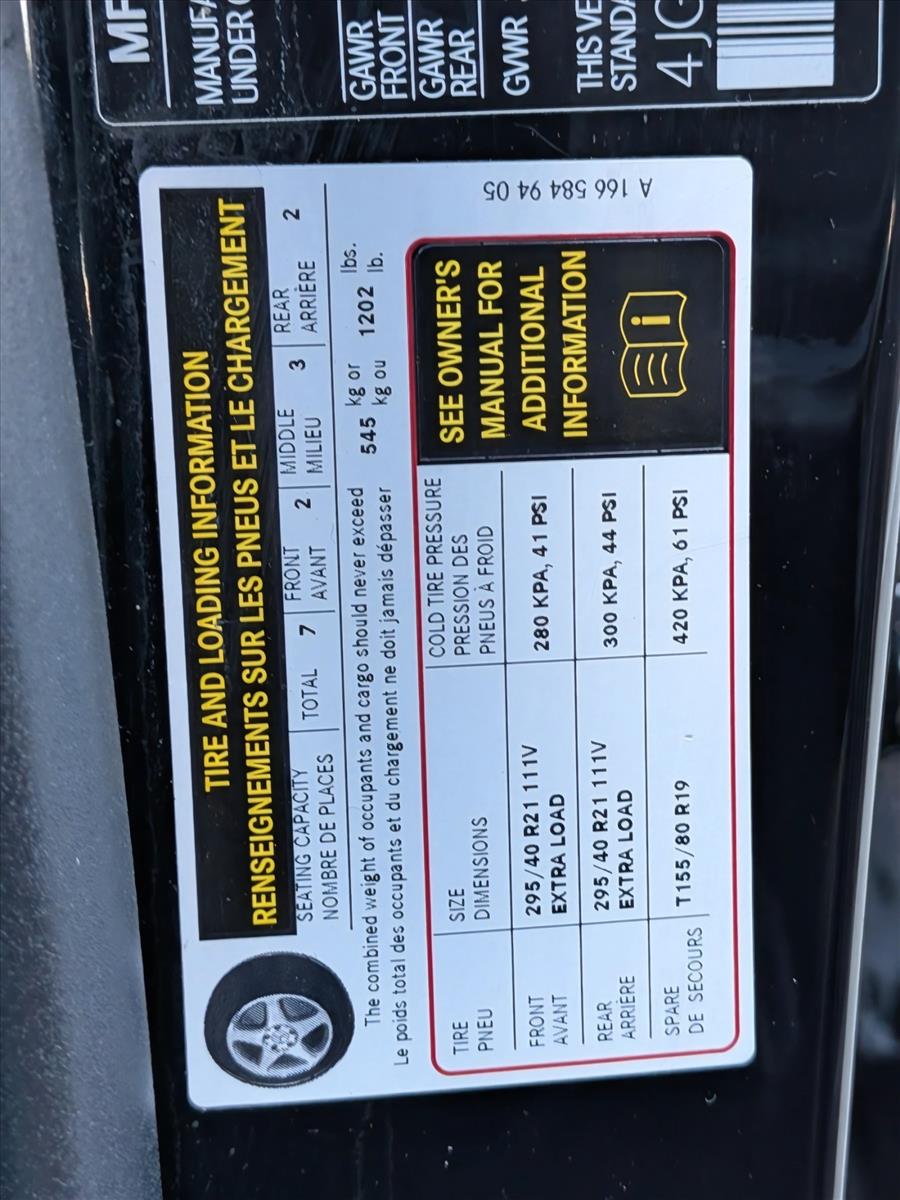 MF
MANUFA
UNDER
GAWR
FRONT
GAWR
REAR
GVWR
THIS VE
STANDA
4JG
TIRE AND LOADING INFORMATION
RENSEIGNEMENTS SUR LES PNEUS ET LE CHARGEMENT
SEATING CAPACITY
NOMBRE DE PLACES
TOTAL 7
FRONT
AVANT 2
MIDDLE
MILIEU 3
REAR
ARRIÈRE 2
The combined weight of occupants and cargo should never exceed 545 kg or 1202 lbs.
Le poids total des occupants et du chargement ne doit jamais dépasser kg ou lb.
TIRE
PNEU
SIZE
DIMENSIONS
COLD TIRE PRESSURE
PRESSION DES
PNEUS À FROID
FRONT
AVANT
295/40 R21 111V
EXTRA LOAD
280 KPA, 41 PSI
REAR
ARRIÈRE
295/40 R21 111V
EXTRA LOAD
300 KPA, 44 PSI
SPARE
DE SECOURS
T155/80 R19
420 KPA, 61 PSI
SEE OWNER'S
MANUAL FOR
ADDITIONAL
INFORMATION
i
A 166 584 94 05